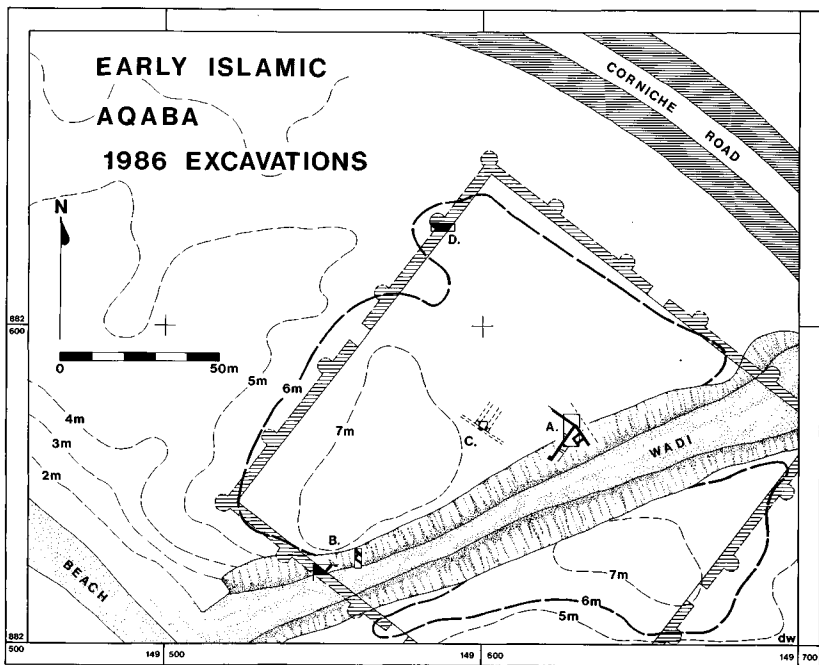 EARLY ISLAMIC
AQABA
1986 EXCAVATIONS
CORNICHE
ROAD
N
D.
882
600
0
50m
5m
6m
7m
4m
3m
2m
C.
A.
WADI
B.
BEACH
7m
6m
5m
dw
882
500
149 500
149 600
149 700